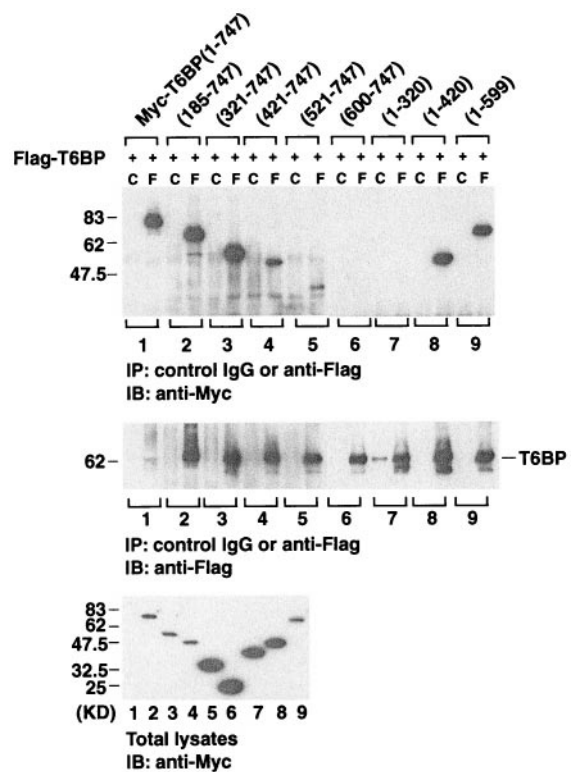 Myc-T6BP(1-747)
(185-747)
(321-747)
(421-747)
(521-747)
(600-747)
(1-320)
(1-420)
(1-599)
Flag-T6BP + + + + + + + + + + + + + + + + + +
C F C F C F C F C F C F C F C F C F
83
62
47.5
1 2 3 4 5 6 7 8 9
IP: control IgG or anti-Flag
IB: anti-Myc
62
T6BP
1 2 3 4 5 6 7 8 9
IP: control IgG or anti-Flag
IB: anti-Flag
83
62
47.5
32.5
25
(KD) 1 2 3 4 5 6 7 8 9
Total lysates
IB: anti-Myc